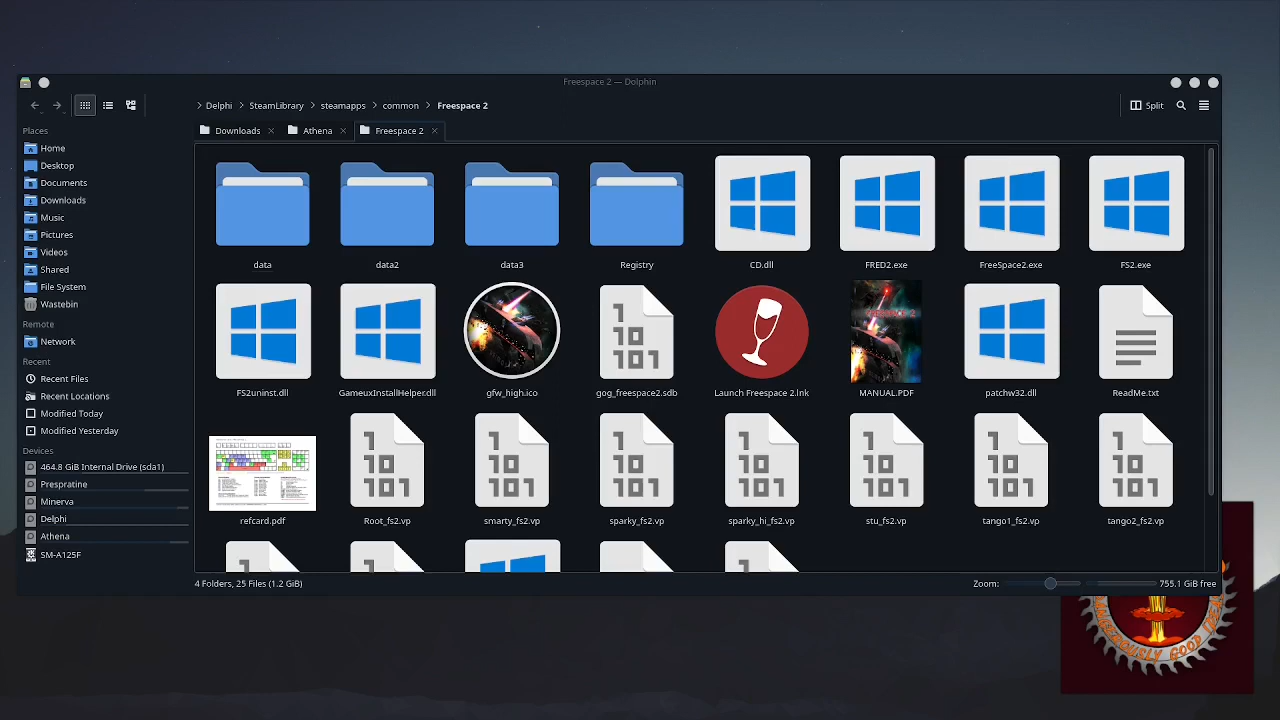 Freespace 2 — Dolphin
Delphi SteamLibrary steamapps common Freespace 2
Split
Downloads Athena Freespace 2
Places
Home
Desktop
Documents
Downloads
Music
Pictures
Videos
Shared
File System
Wastebin
Remote
Network
Recent
Recent Files
Recent Locations
Modified Today
Modified Yesterday
Devices
464.8 GiB Internal Drive (sda1)
Prespratine
Minerva
Delphi
Athena
SM-A125F
data data2 data3 Registry CD.dll FRED2.exe FreeSpace2.exe FS2.exe
FS2uninst.dll GameuxInstallHelper.dll gfw_high.ico gog_freespace2.sdb Launch Freespace 2.lnk MANUAL.PDF patchw32.dll ReadMe.txt
refcard.pdf Root_fs2.vp smarty_fs2.vp sparky_fs2.vp sparky_hi_fs2.vp stu_fs2.vp tango1_fs2.vp tango2_fs2.vp
4 Folders, 25 Files (1.2 GiB)
Zoom:
755.1 GiB free